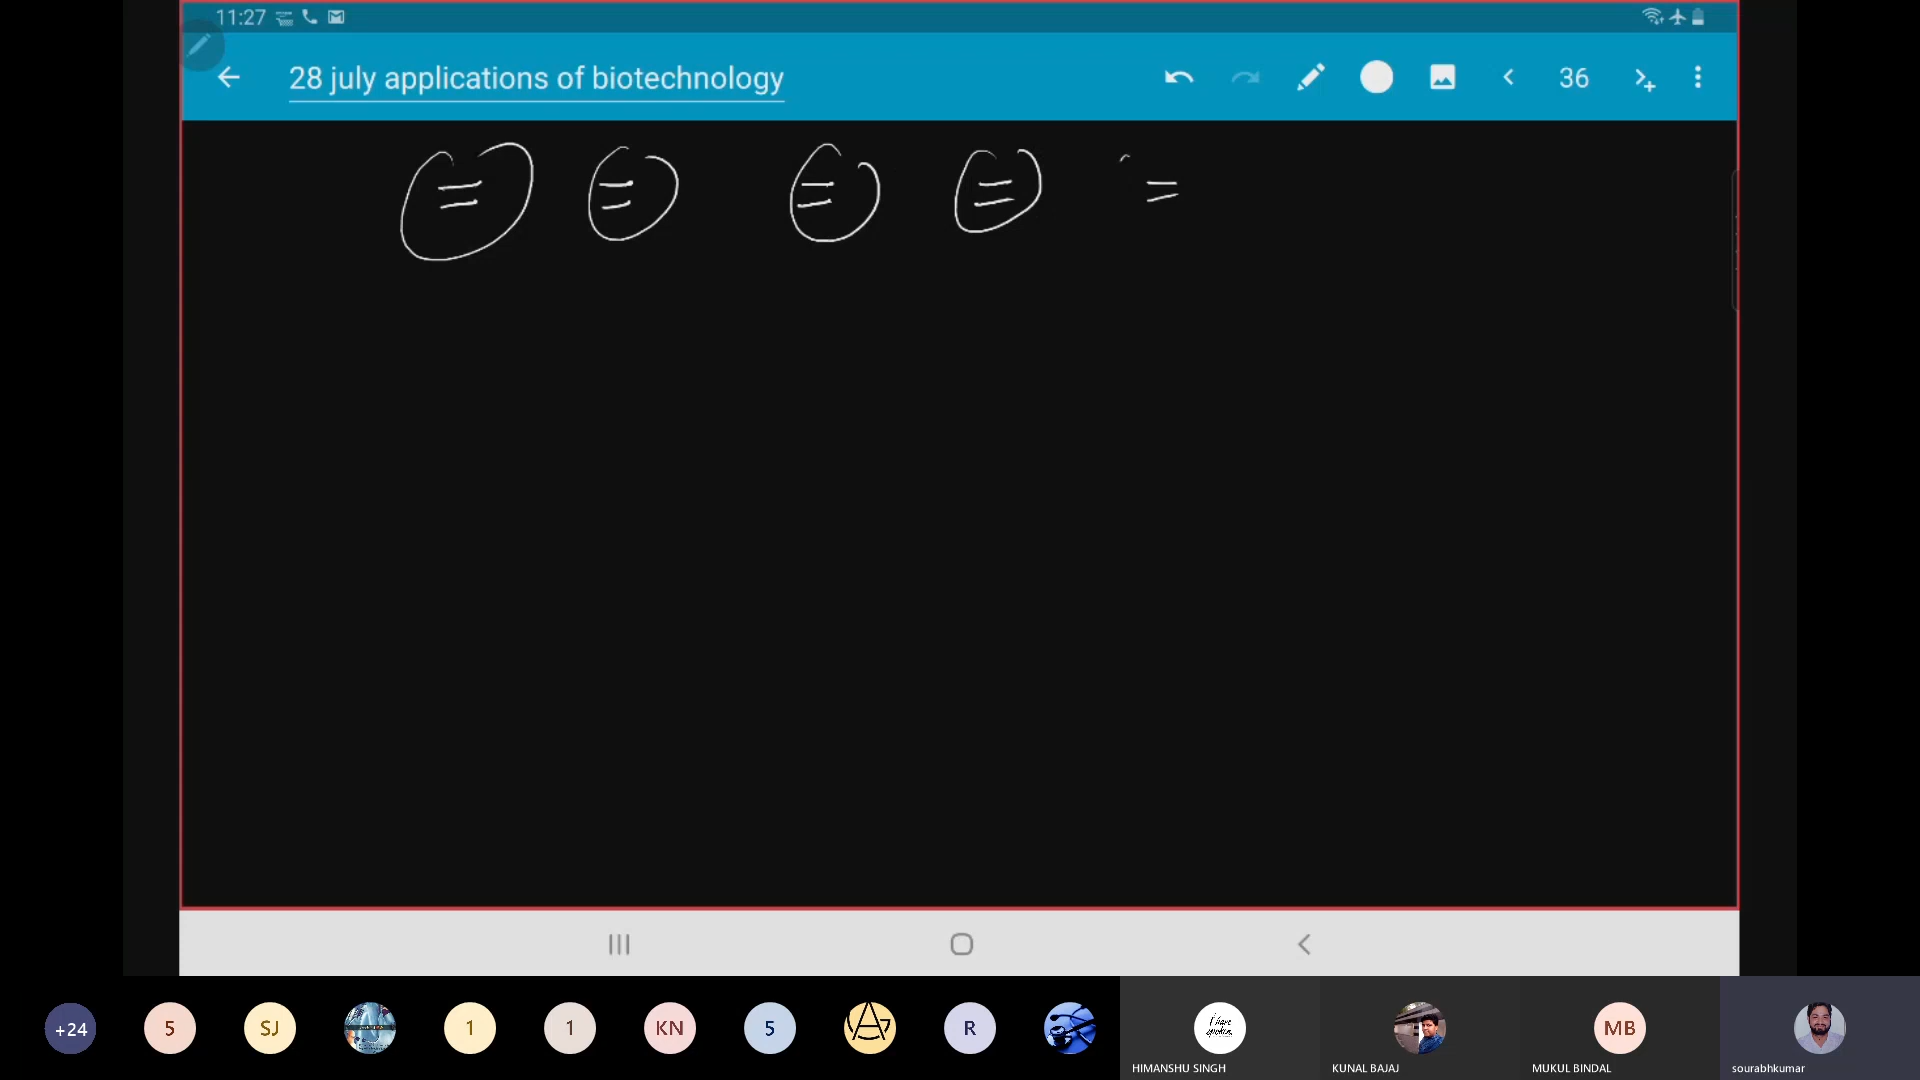 11:27
28 july applications of biotechnology
36
= = = = =
+24 5 SJ 1 1 KN 5 R MB
HIMANSHU SINGH KUNAL BAJAJ MUKUL BINDAL sourabhkumar